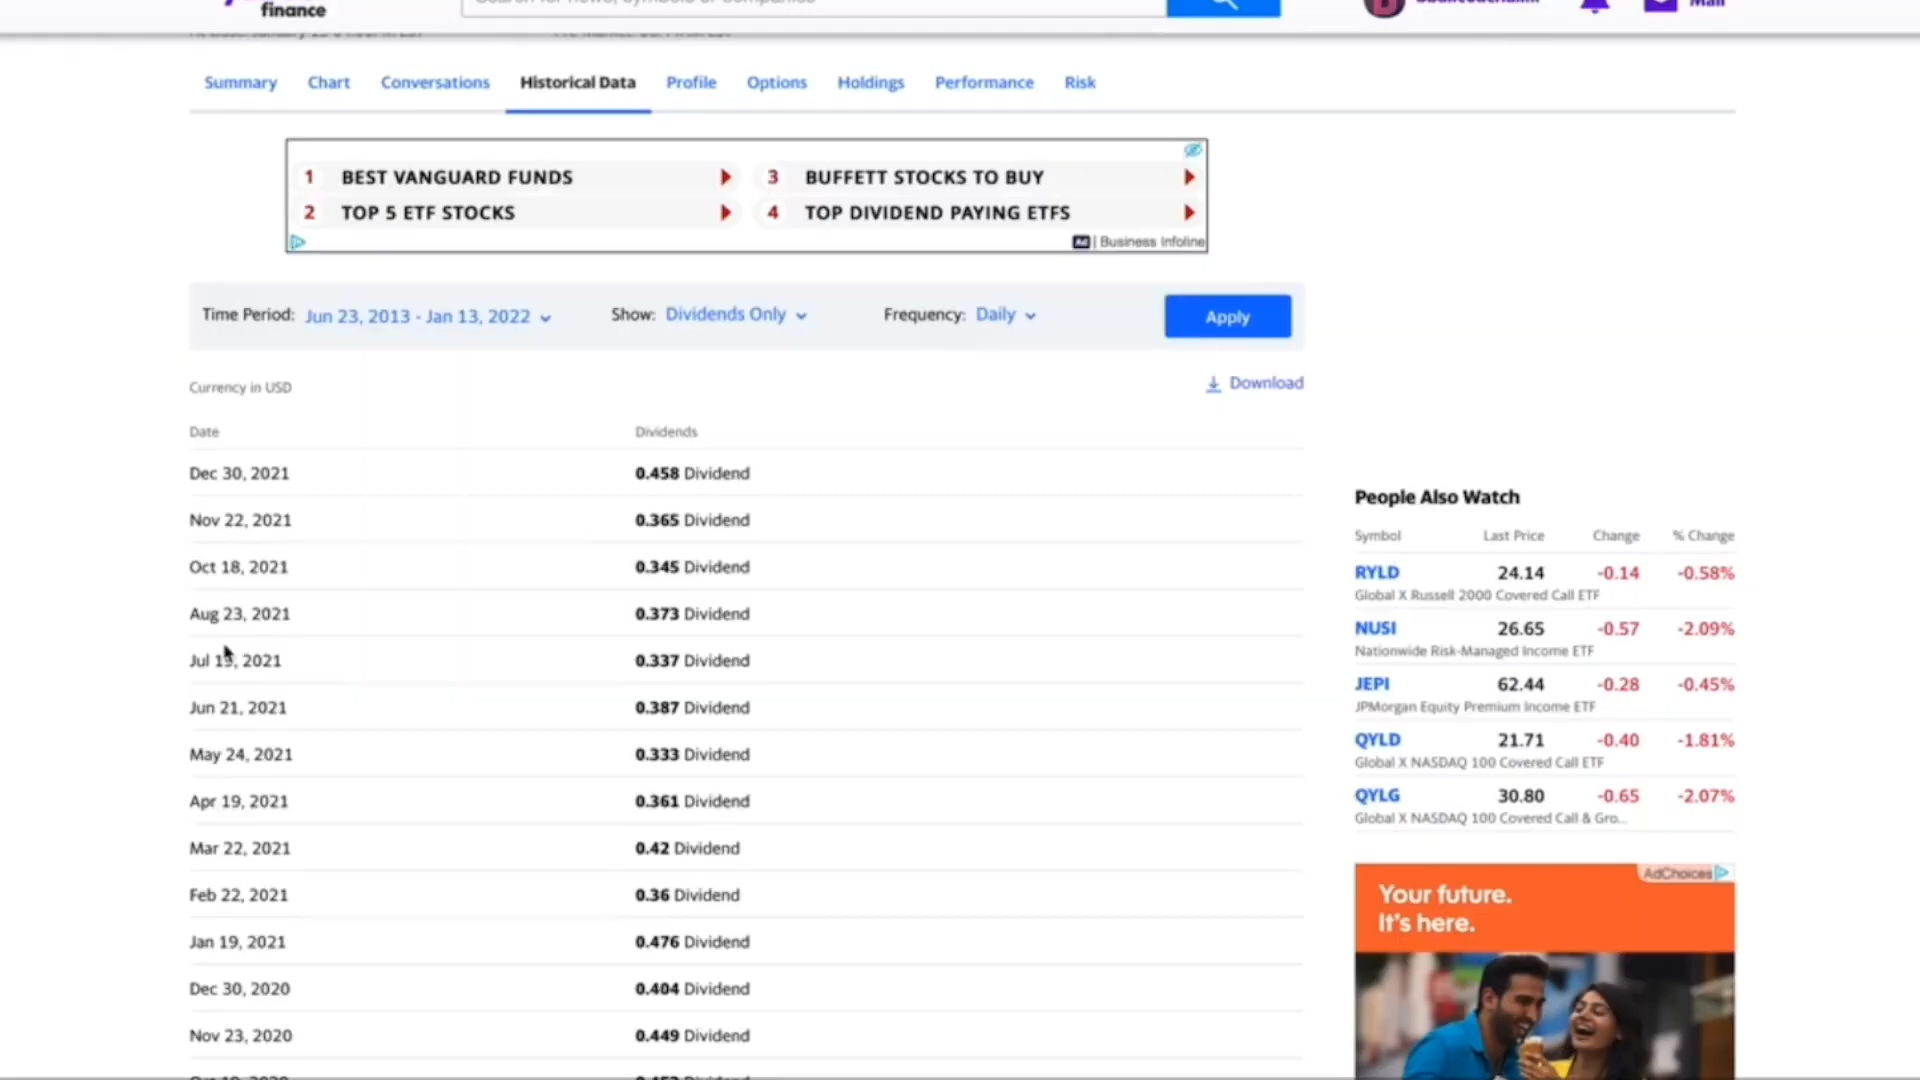 finance
Summary Chart Conversations Historical Data Profile Options Holdings Performance Risk
1 BEST VANGUARD FUNDS
2 TOP 5 ETF STOCKS
3 BUFFETT STOCKS TO BUY
4 TOP DIVIDEND PAYING ETFS
Ad | Business Infoline
Time Period: Jun 23, 2013 - Jan 13, 2022 Show: Dividends Only Frequency: Daily Apply
Currency in USD Download
Date Dividends
Dec 30, 2021 0.458 Dividend
Nov 22, 2021 0.365 Dividend
Oct 18, 2021 0.345 Dividend
Aug 23, 2021 0.373 Dividend
Jul 19, 2021 0.337 Dividend
Jun 21, 2021 0.387 Dividend
May 24, 2021 0.333 Dividend
Apr 19, 2021 0.361 Dividend
Mar 22, 2021 0.42 Dividend
Feb 22, 2021 0.36 Dividend
Jan 19, 2021 0.476 Dividend
Dec 30, 2020 0.404 Dividend
Nov 23, 2020 0.449 Dividend
People Also Watch
Symbol Last Price Change % Change
RYLD 24.14 -0.14 -0.58%
Global X Russell 2000 Covered Call ETF
NUSI 26.65 -0.57 -2.09%
Nationwide Risk-Managed Income ETF
JEPI 62.44 -0.28 -0.45%
JPMorgan Equity Premium Income ETF
QYLD 21.71 -0.40 -1.81%
Global X NASDAQ 100 Covered Call ETF
QYLG 30.80 -0.65 -2.07%
Global X NASDAQ 100 Covered Call & Gro...
AdChoices
Your future.
It's here.